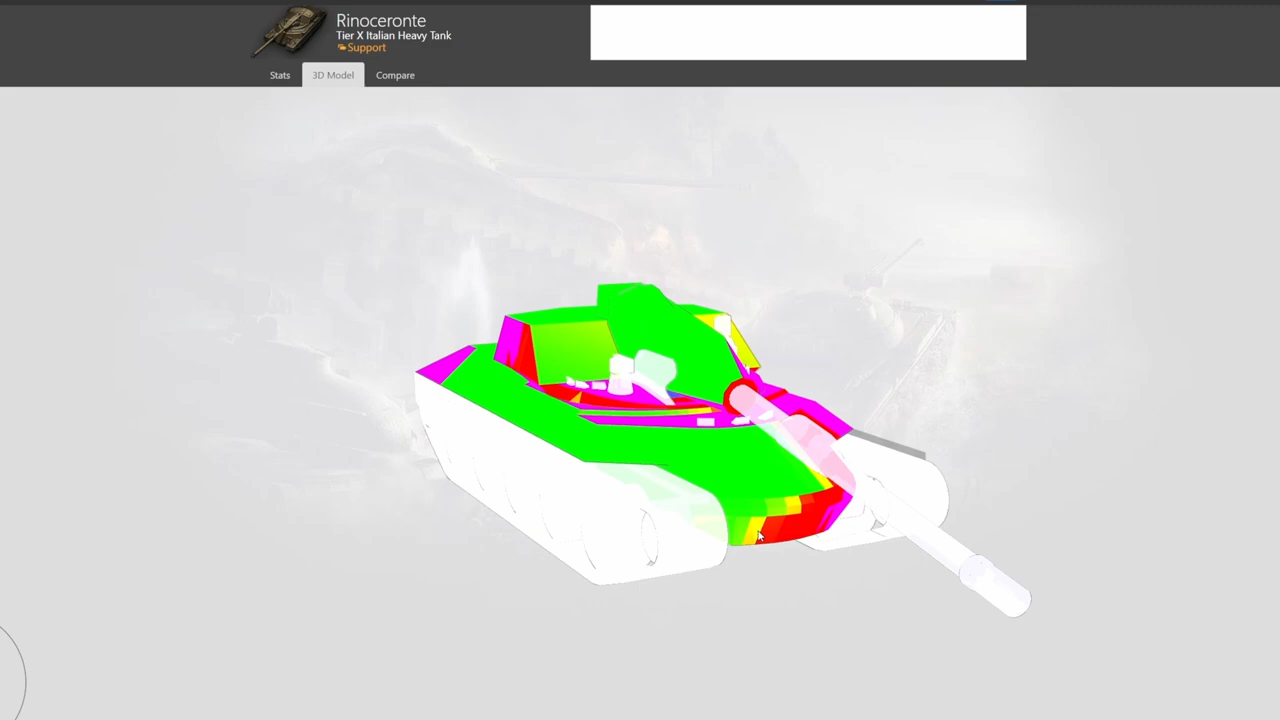 Rinoceronte
Tier X Italian Heavy Tank
Support
Stats
3D Model
Compare